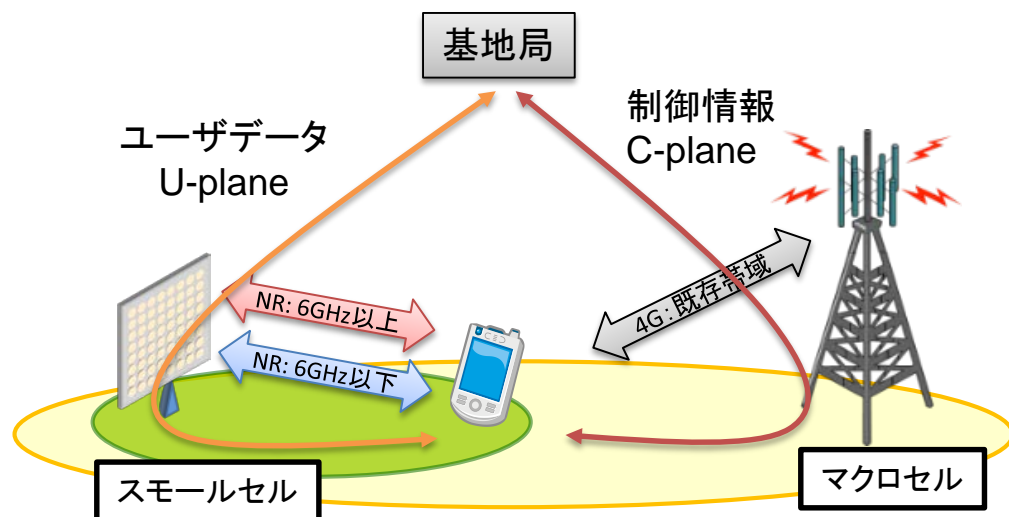 基地局
ユーザデータ
U-plane
制御情報
C-plane
NR: 6GHz以上
NR: 6GHz以下
4G：既存帯域
スモールセル
マクロセル